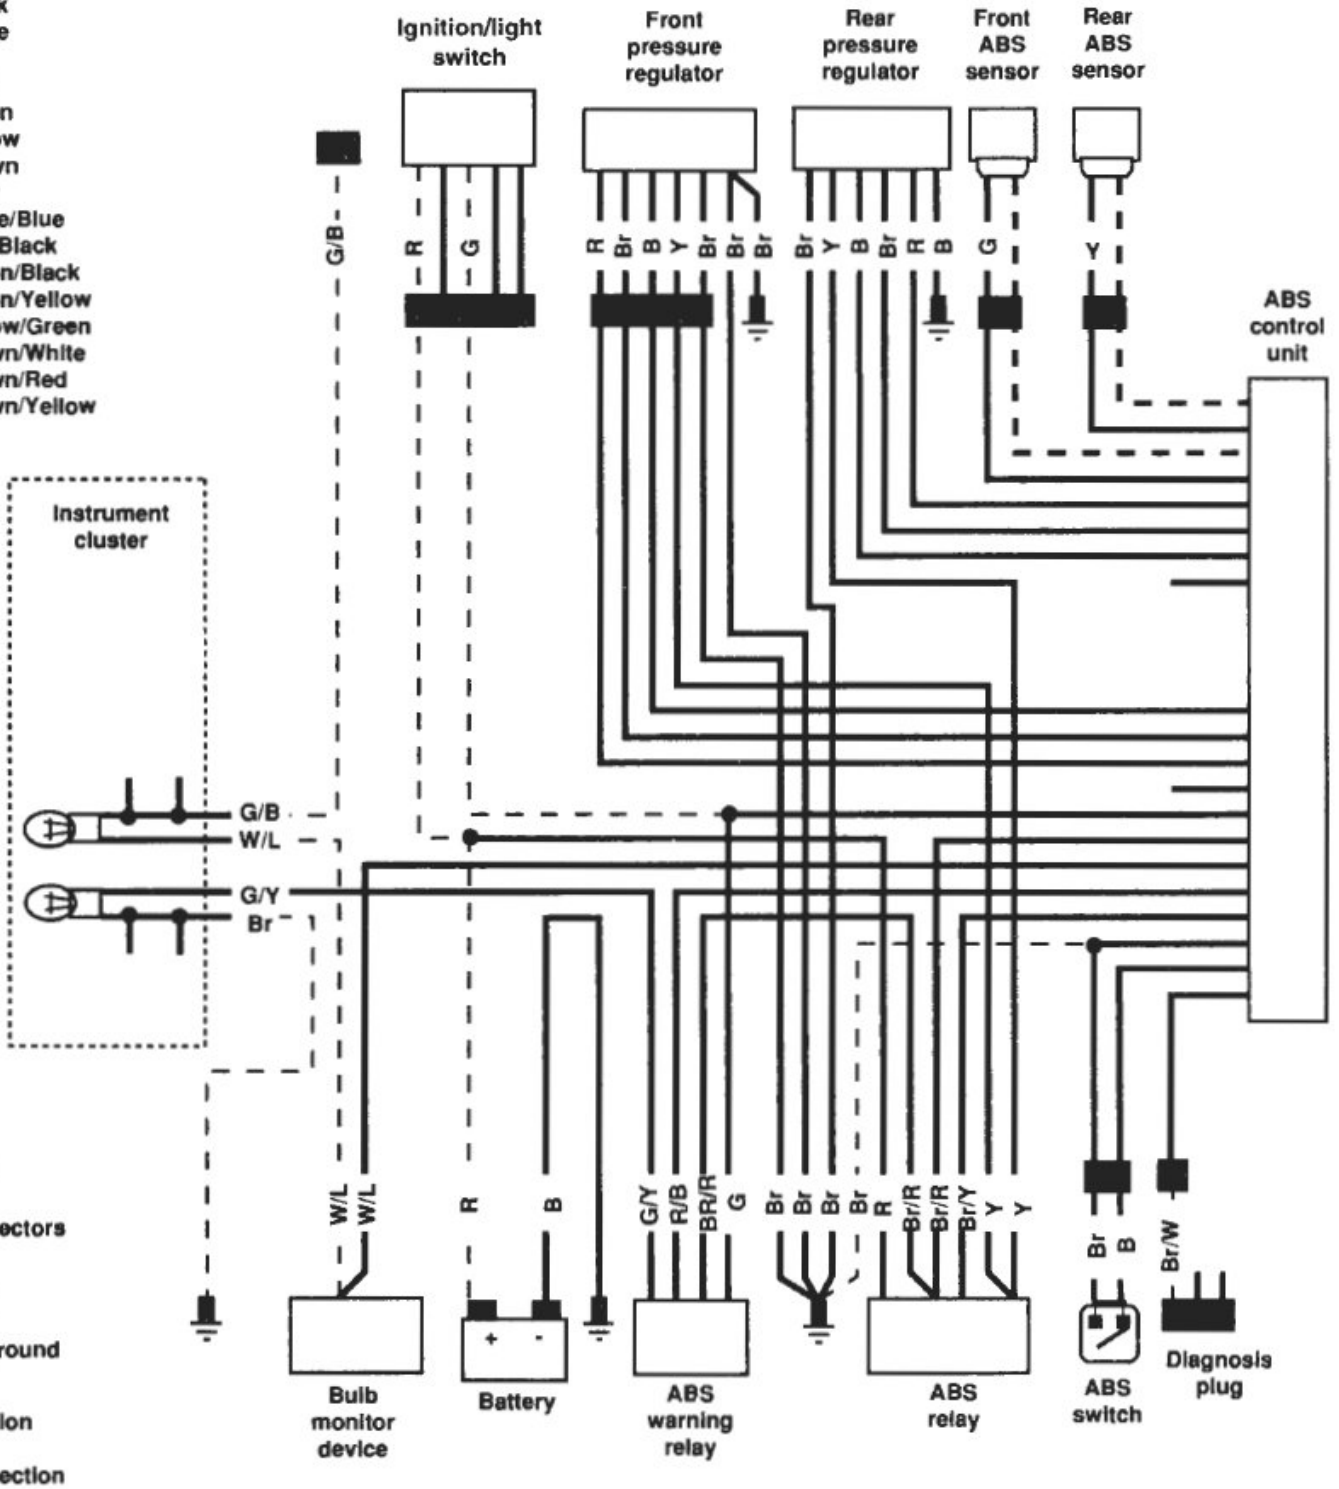 Ignition/light
switch
Front
pressure
regulator
Rear
pressure
regulator
Front
ABS
sensor
Rear
ABS
sensor
e/Blue
Black
n/Black
n/Yellow
w/Green
n/White
n/Red
n/Yellow
G/B
R
G
R
Br
B
Y
Br
Br
Br
Br
Y
B
Br
R
B
G
Y
ABS
control
unit
Instrument
cluster
G/B
W/L
G/Y
Br
W/L
W/L
R
B
G/Y
R/B
BR/R
G
Br
Br
Br
Br
R
Br/R
Br/R
Br/Y
Y
Y
Br
B
Br/W
ectors
round
ion
ection
+
-
Bulb
monitor
device
Battery
ABS
warning
relay
ABS
relay
ABS
switch
Diagnosis
plug